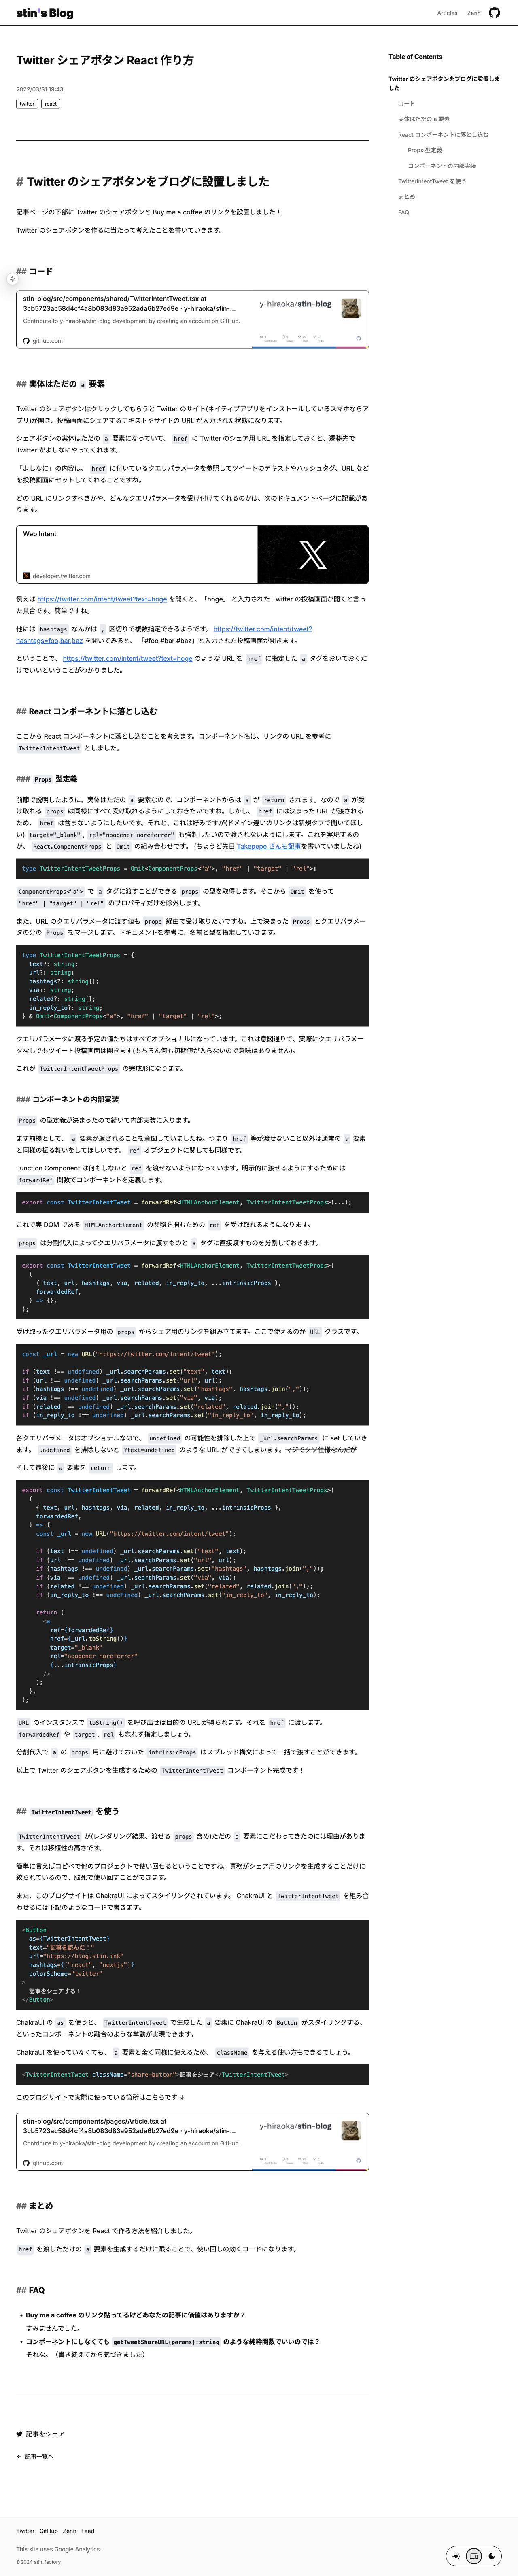 stin's Blog
Articles
Zenn
Twitter シェアボタン React 作り方
2022/03/31 19:43
twitter
react
Table of Contents
Twitter のシェアボタンをブログに設置しま
した
コード
実体はただの a 要素
React コンポーネントに落とし込む
Props 型定義
コンポーネントの内部実装
TwitterIntentTweet を使う
まとめ
FAQ
# Twitter のシェアボタンをブログに設置しました
記事ページの下部に Twitter のシェアボタンと Buy me a coffee のリンクを設置しました！
Twitter のシェアボタンを作るに当たって考えたことを書いていきます。
## コード
stin-blog/src/components/shared/TwitterIntentTweet.tsx at
3cb5723ac58d4cf4a8b083d83a952ada6b27ed9e · y-hiraoka/stin-…
Contribute to y-hiraoka/stin-blog development by creating an account on GitHub.
github.com
y-hiraoka/stin-blog
## 実体はただの a 要素
Twitter のシェアボタンはクリックしてもらうと Twitter のサイト(ネイティブアプリをインストールしているスマホならア
プリ)が開き、投稿画面にシェアするテキストやサイトの URL が入力された状態になります。
シェアボタンの実体はただの a 要素になっていて、 href に Twitter のシェア用 URL を指定しておくと、遷移先で
Twitter がよしなにやってくれます。
「よしなに」の内容は、 href に付いているクエリパラメータを参照してツイートのテキストやハッシュタグ、URL など
を投稿画面にセットしてくれることですね。
どの URL にリンクすべきかや、どんなクエリパラメータを受け付けてくれるのかは、次のドキュメントページに記載があ
ります。
Web Intent
developer.twitter.com
例えば https://twitter.com/intent/tweet?text=hoge を開くと、「hoge」 と入力された Twitter の投稿画面が開くと言っ
た具合です。簡単ですね。
他には hashtags なんかは , 区切りで複数指定できるようです。 https://twitter.com/intent/tweet?
hashtags=foo,bar,baz を開いてみると、 「#foo #bar #baz」と入力された投稿画面が開きます。
ということで、 https://twitter.com/intent/tweet?text=hoge のような URL を href に指定した a タグをおいておくだ
けでいいということがわかりました。
## React コンポーネントに落とし込む
ここから React コンポーネントに落とし込むことを考えます。コンポーネント名は、リンクの URL を参考に
TwitterIntentTweet としました。
### Props 型定義
前節で説明したように、実体はただの a 要素なので、コンポーネントからは a が return されます。なので a が受
け取れる props は同様にすべて受け取れるようにしておきたいですね。しかし、 href には決まった URL が渡されるた
め、 href は含まないようにしたいです。それと、これは好みですが(ドメイン違いのリンクは新規タブで開いてほし
い) target="_blank" , rel="noopener noreferrer" も強制したいので渡されないようにします。これを実現するの
が、 React.ComponentProps と Omit の組み合わせです。 (ちょうど先日 Takepepe さんも記事を書いていましたね)
type TwitterIntentTweetProps = Omit<ComponentProps<"a">, "href" | "target" | "rel">;
ComponentProps<"a"> で a タグに渡すことができる props の型を取得します。そこから Omit を使って
"href" | "target" | "rel" のプロパティだけを除外します。
また、URL のクエリパラメータに渡す値も props 経由で受け取りたいですね。上で決まった Props とクエリパラメー
タの分の Props をマージします。ドキュメントを参考に、名前と型を指定していきます。
type TwitterIntentTweetProps = {
text?: string;
url?: string;
hashtags?: string[];
via?: string;
related?: string[];
in_reply_to?: string;
} & Omit<ComponentProps<"a">, "href" | "target" | "rel">;
クエリパラメータに渡る予定の値たちはすべてオプショナルになっています。これは意図通りで、実際にクエリパラメー
タなしでもツイート投稿画面は開きます(もちろん何も初期値が入らないので意味はありません)。
これが TwitterIntentTweetProps の完成形になります。
### コンポーネントの内部実装
Props の型定義が決まったので続いて内部実装に入ります。
まず前提として、 a 要素が返されることを意図していましたね。つまり href 等が渡せないこと以外は通常の a 要素
と同様の振る舞いをしてほしいです。 ref オブジェクトに関しても同様です。
Function Component は何もしないと ref を渡せないようになっています。明示的に渡せるようにするためには
forwardRef 関数でコンポーネントを定義します。
export const TwitterIntentTweet = forwardRef<HTMLAnchorElement, TwitterIntentTweetProps>(...);
これで実 DOM である HTMLAnchorElement の参照を掴むための ref を受け取れるようになります。
props は分割代入によってクエリパラメータに渡すものと a タグに直接渡すものを分割しておきます。
export const TwitterIntentTweet = forwardRef<HTMLAnchorElement, TwitterIntentTweetProps>(
(
{ text, url, hashtags, via, related, in_reply_to, ...intrinsicProps },
forwardedRef,
) => {},
);
受け取ったクエリパラメータ用の props からシェア用のリンクを組み立てます。ここで使えるのが URL クラスです。
const _url = new URL("https://twitter.com/intent/tweet");
if (text !== undefined) _url.searchParams.set("text", text);
if (url !== undefined) _url.searchParams.set("url", url);
if (hashtags !== undefined) _url.searchParams.set("hashtags", hashtags.join(","));
if (via !== undefined) _url.searchParams.set("via", via);
if (related !== undefined) _url.searchParams.set("related", related.join(","));
if (in_reply_to !== undefined) _url.searchParams.set("in_reply_to", in_reply_to);
各クエリパラメータはオプショナルなので、 undefined の可能性を排除した上で _url.searchParams に set していき
ます。 undefined を排除しないと ?text=undefined のような URL ができてしまいます。マジでクソ仕様なんだが
そして最後に a 要素を return します。
export const TwitterIntentTweet = forwardRef<HTMLAnchorElement, TwitterIntentTweetProps>(
(
{ text, url, hashtags, via, related, in_reply_to, ...intrinsicProps },
forwardedRef,
) => {
const _url = new URL("https://twitter.com/intent/tweet");
if (text !== undefined) _url.searchParams.set("text", text);
if (url !== undefined) _url.searchParams.set("url", url);
if (hashtags !== undefined) _url.searchParams.set("hashtags", hashtags.join(","));
if (via !== undefined) _url.searchParams.set("via", via);
if (related !== undefined) _url.searchParams.set("related", related.join(","));
if (in_reply_to !== undefined) _url.searchParams.set("in_reply_to", in_reply_to);
return (
<a
ref={forwardedRef}
href={_url.toString()}
target="_blank"
rel="noopener noreferrer"
{...intrinsicProps}
/>
);
},
);
URL のインスタンスで toString() を呼び出せば目的の URL が得られます。それを href に渡します。
forwardedRef や target , rel も忘れず指定しましょう。
分割代入で a の props 用に避けておいた intrinsicProps はスプレッド構文によって一括で渡すことができます。
以上で Twitter のシェアボタンを生成するための TwitterIntentTweet コンポーネント完成です！
## TwitterIntentTweet を使う
TwitterIntentTweet が(レンダリング結果、渡せる props 含め)ただの a 要素にこだわってきたのには理由がありま
す。それは移植性の高さです。
簡単に言えばコピペで他のプロジェクトで使い回せるということですね。責務がシェア用のリンクを生成することだけに
絞られているので、脳死で使い回すことができます。
また、このブログサイトは ChakraUI によってスタイリングされています。 ChakraUI と TwitterIntentTweet を組み合
わせるには下記のようなコードで書きます。
<Button
as={TwitterIntentTweet}
text="記事を読んだ！"
url="https://blog.stin.ink"
hashtags={["react", "nextjs"]}
colorScheme="twitter"
>
記事をシェアする！
</Button>
ChakraUI の as を使うと、 TwitterIntentTweet で生成した a 要素に ChakraUI の Button がスタイリングする、
といったコンポーネントの融合のような挙動が実現できます。
ChakraUI を使っていなくても、 a 要素と全く同様に使えるため、 className を与える使い方もできるでしょう。
<TwitterIntentTweet className="share-button">記事をシェア</TwitterIntentTweet>
このブログサイトで実際に使っている箇所はこちらです ↓
stin-blog/src/components/pages/Article.tsx at
3cb5723ac58d4cf4a8b083d83a952ada6b27ed9e · y-hiraoka/stin-…
Contribute to y-hiraoka/stin-blog development by creating an account on GitHub.
github.com
y-hiraoka/stin-blog
## まとめ
Twitter のシェアボタンを React で作る方法を紹介しました。
href を渡しただけの a 要素を生成するだけに限ることで、使い回しの効くコードになります。
## FAQ
• Buy me a coffee のリンク貼ってるけどあなたの記事に価値はありますか？
すみませんでした。
• コンポーネントにしなくても getTweetShareURL(params):string のような純粋関数でいいのでは？
それな。（書き終えてから気づきました）
記事をシェア
← 記事一覧へ
Twitter
GitHub
Zenn
Feed
This site uses Google Analytics.
©2024 stin_factory